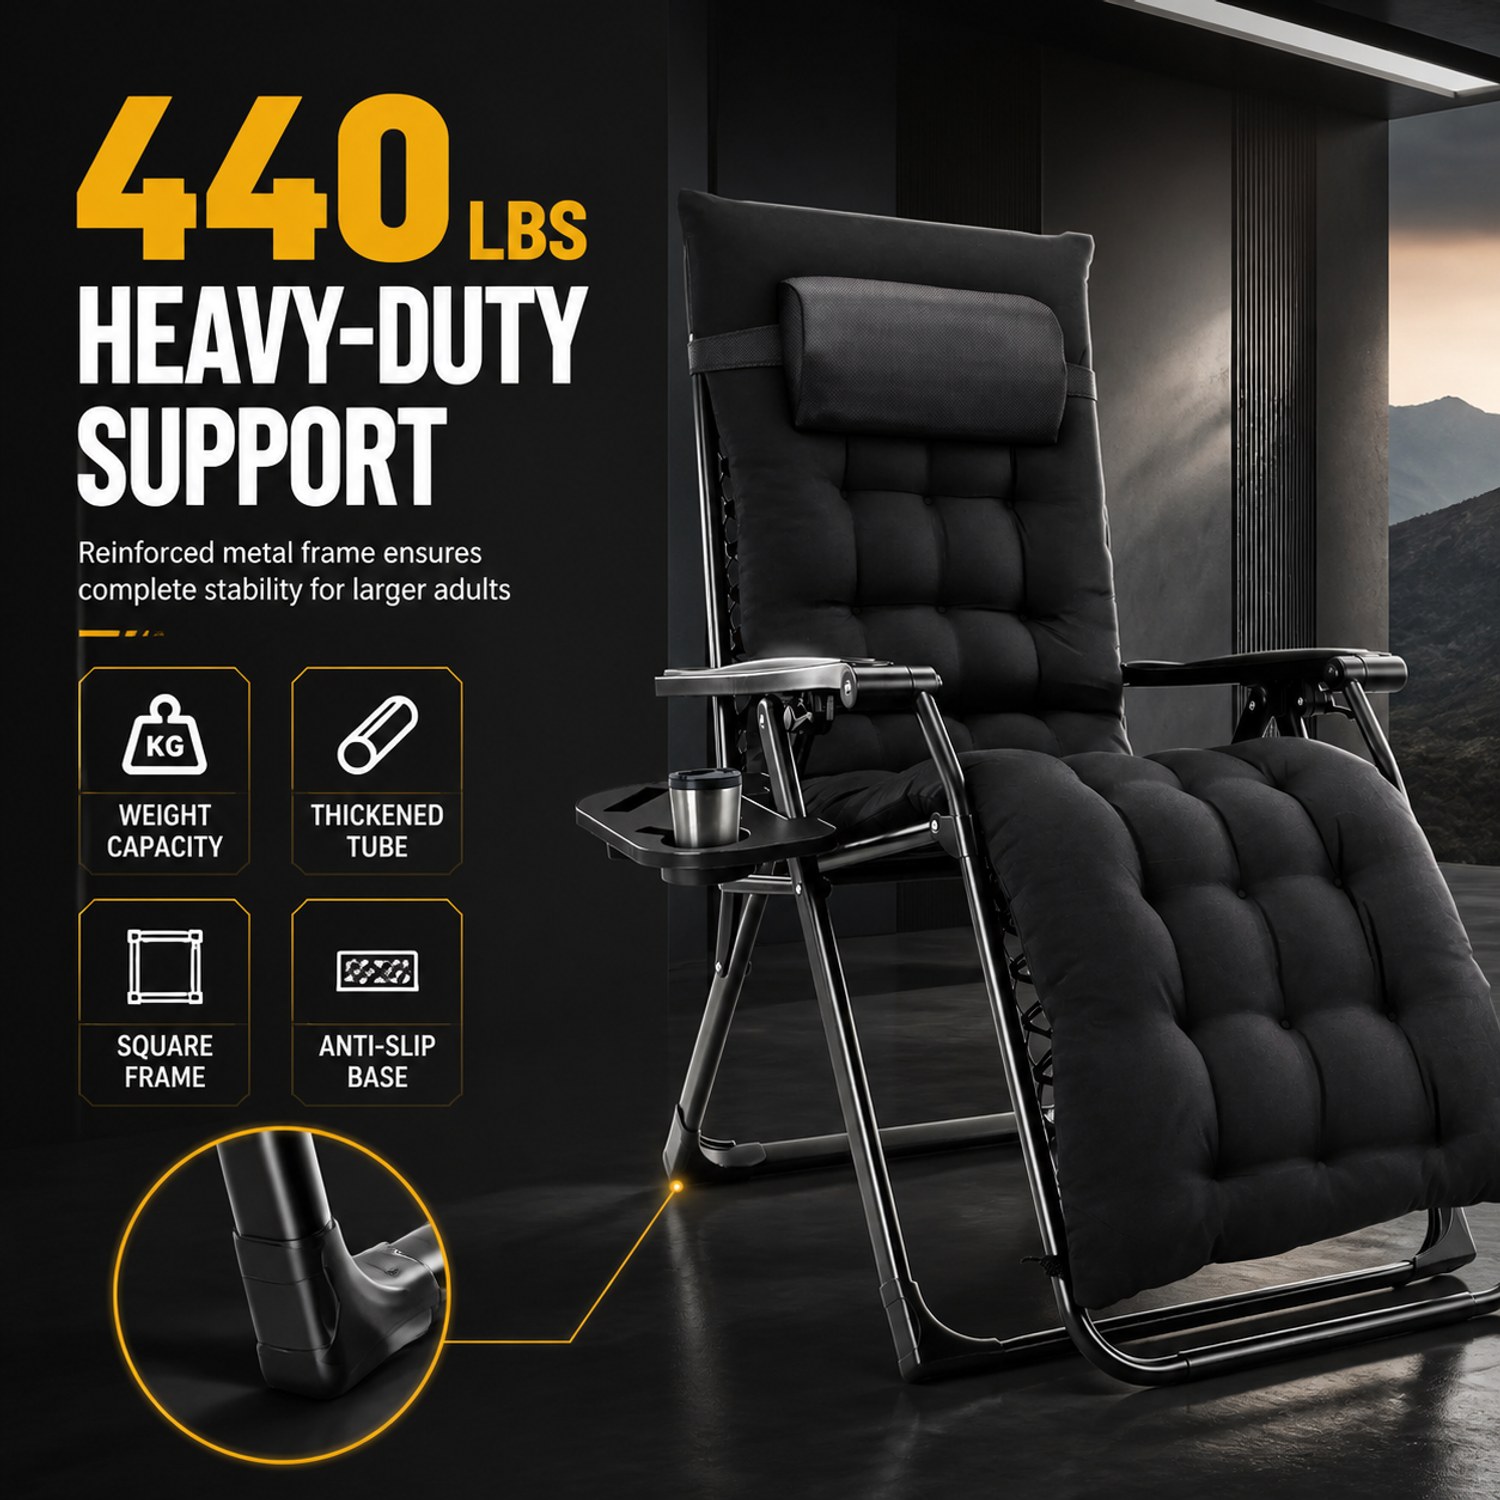 440 LBS
HEAVY-DUTY
SUPPORT
Reinforced metal frame ensures
complete stability for larger adults
KG
WEIGHT
CAPACITY
THICKENED
TUBE
SQUARE
FRAME
ANTI-SLIP
BASE